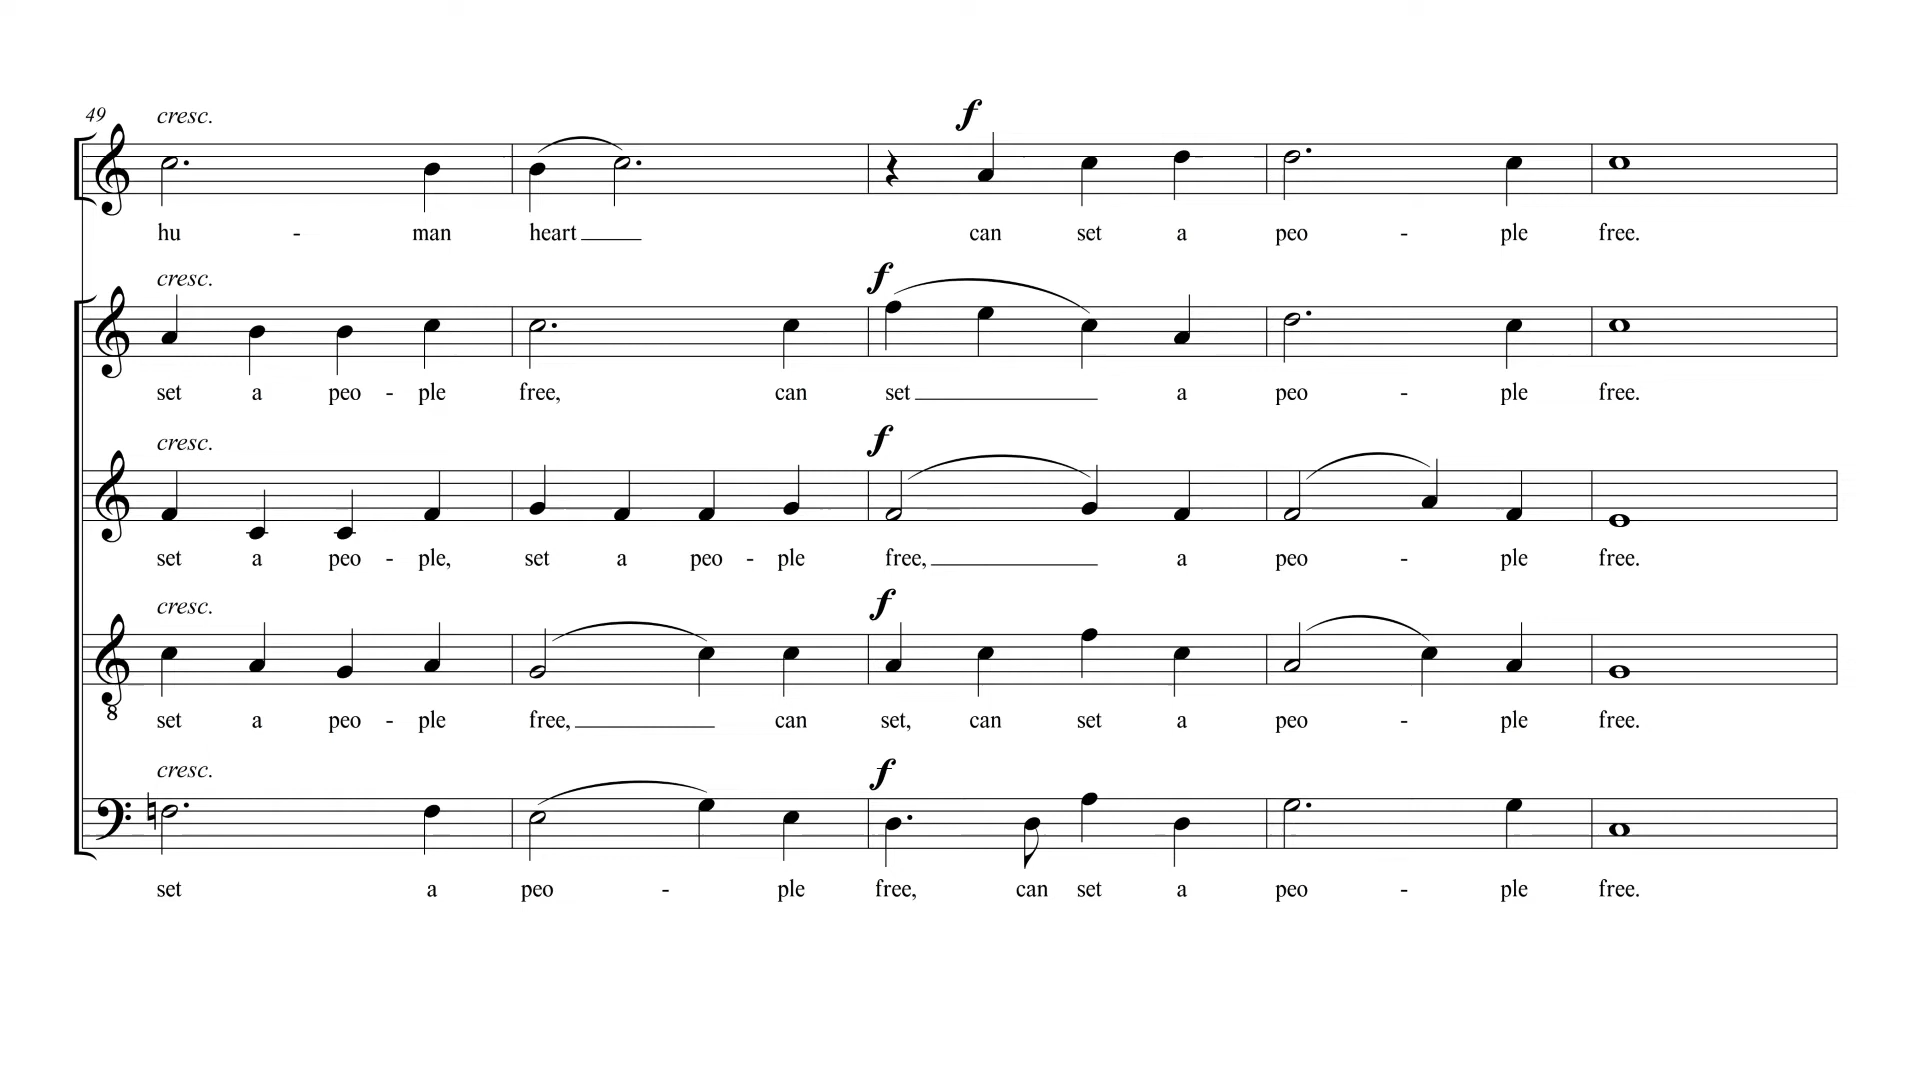 49 cresc. f
hu - man heart can set a peo - ple free.
cresc. f
set a peo - ple free, can set a peo - ple free.
cresc. f
set a peo - ple, set a peo - ple free, a peo - ple free.
cresc. f
8
set a peo - ple free, can set, can set a peo - ple free.
cresc. f
set a peo - ple free, can set a peo - ple free.